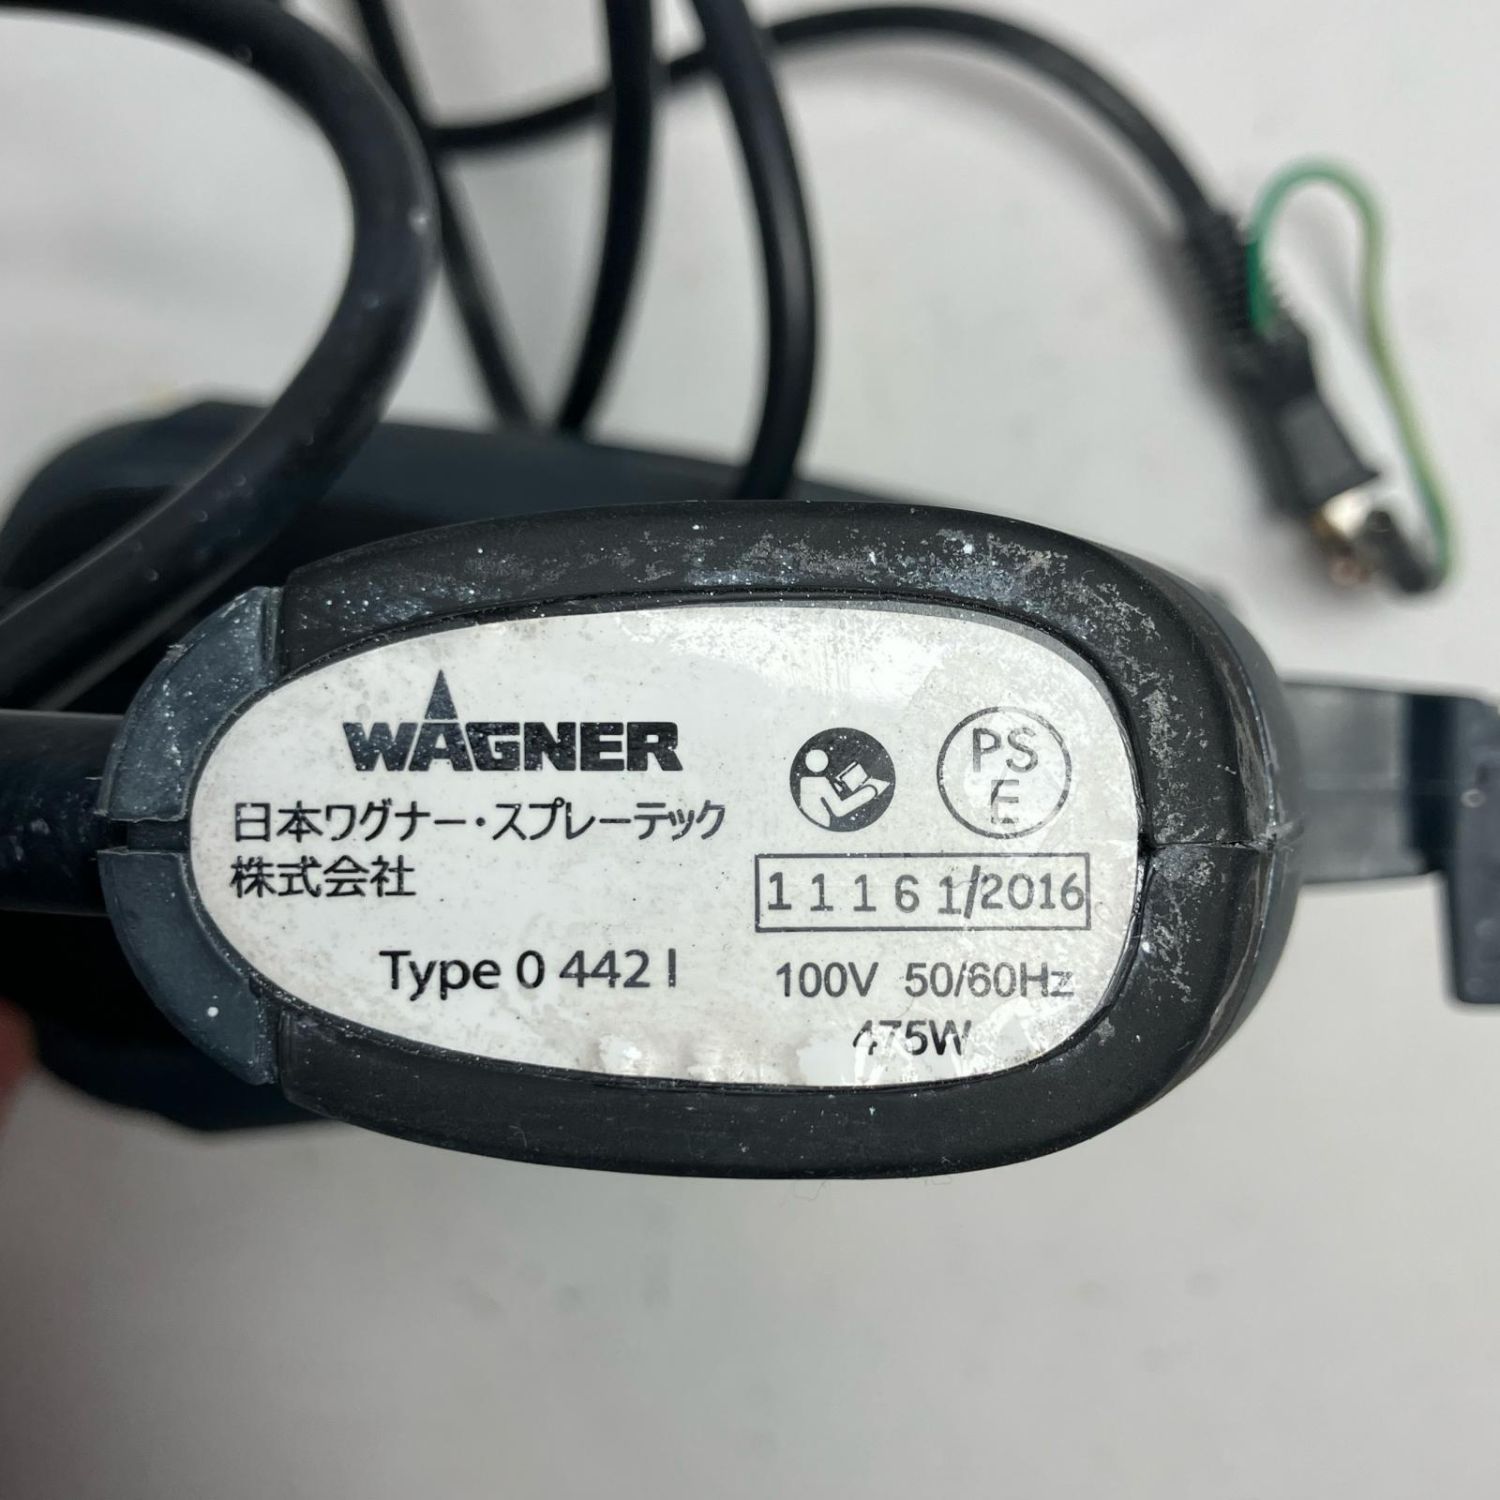 WAGNER
日本ワグナー・スプレーテック
株式会社
Type 0 442 I
PS
E
11161/2016
100V 50/60Hz
475W